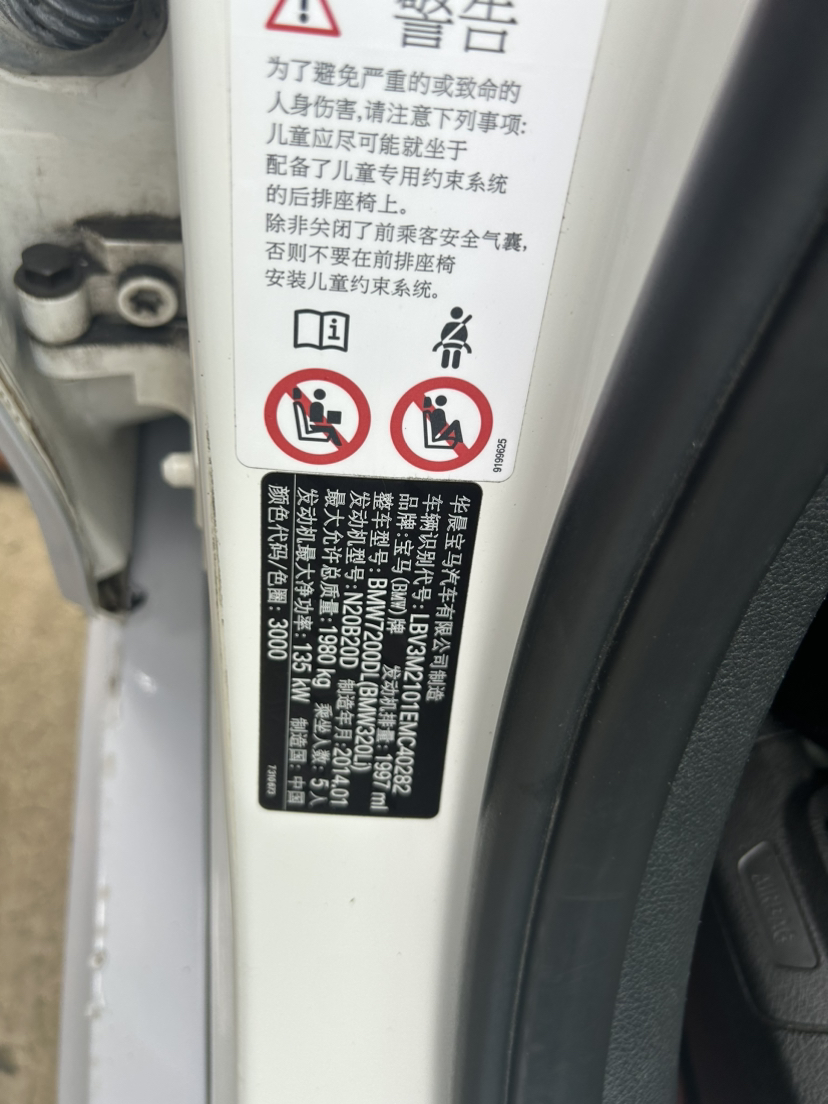 警告
为了避免严重的或致命的
人身伤害,请注意下列事项:
儿童应尽可能就坐于
配备了儿童专用约束系统
的后排座椅上。
除非关闭了前乘客安全气囊,
否则不要在前排座椅
安装儿童约束系统。
9199625
华晨宝马汽车有限公司制造
车辆识别代号: LBV3M2101EMC40282
品牌:宝马(BMW)牌 发动机排量: 1997 ml
整车型号: BMW7200DL(BMW320Li)
发动机型号: N20B20D 制造年月: 2014.01
最大允许总质量: 1980 kg 乘坐人数: 5人
发动机最大净功率: 135 kW 制造国: 中国
颜色代码/色圈: 3000
AIRBAG